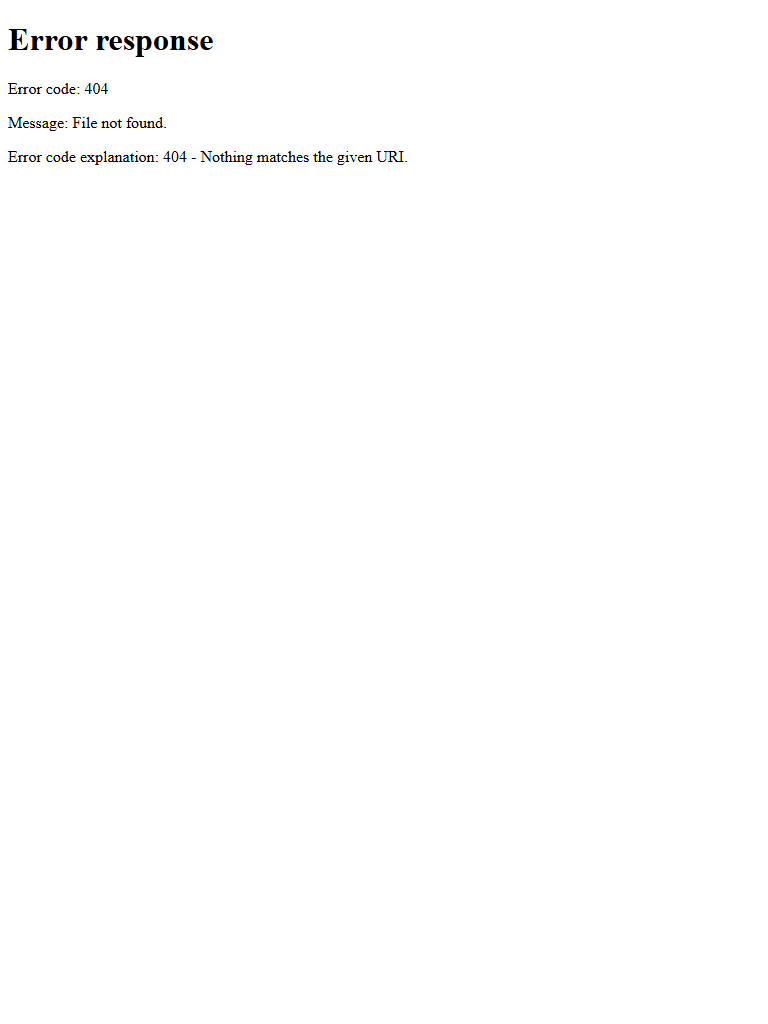 Error response
Error code: 404
Message: File not found.
Error code explanation: 404 - Nothing matches the given URI.